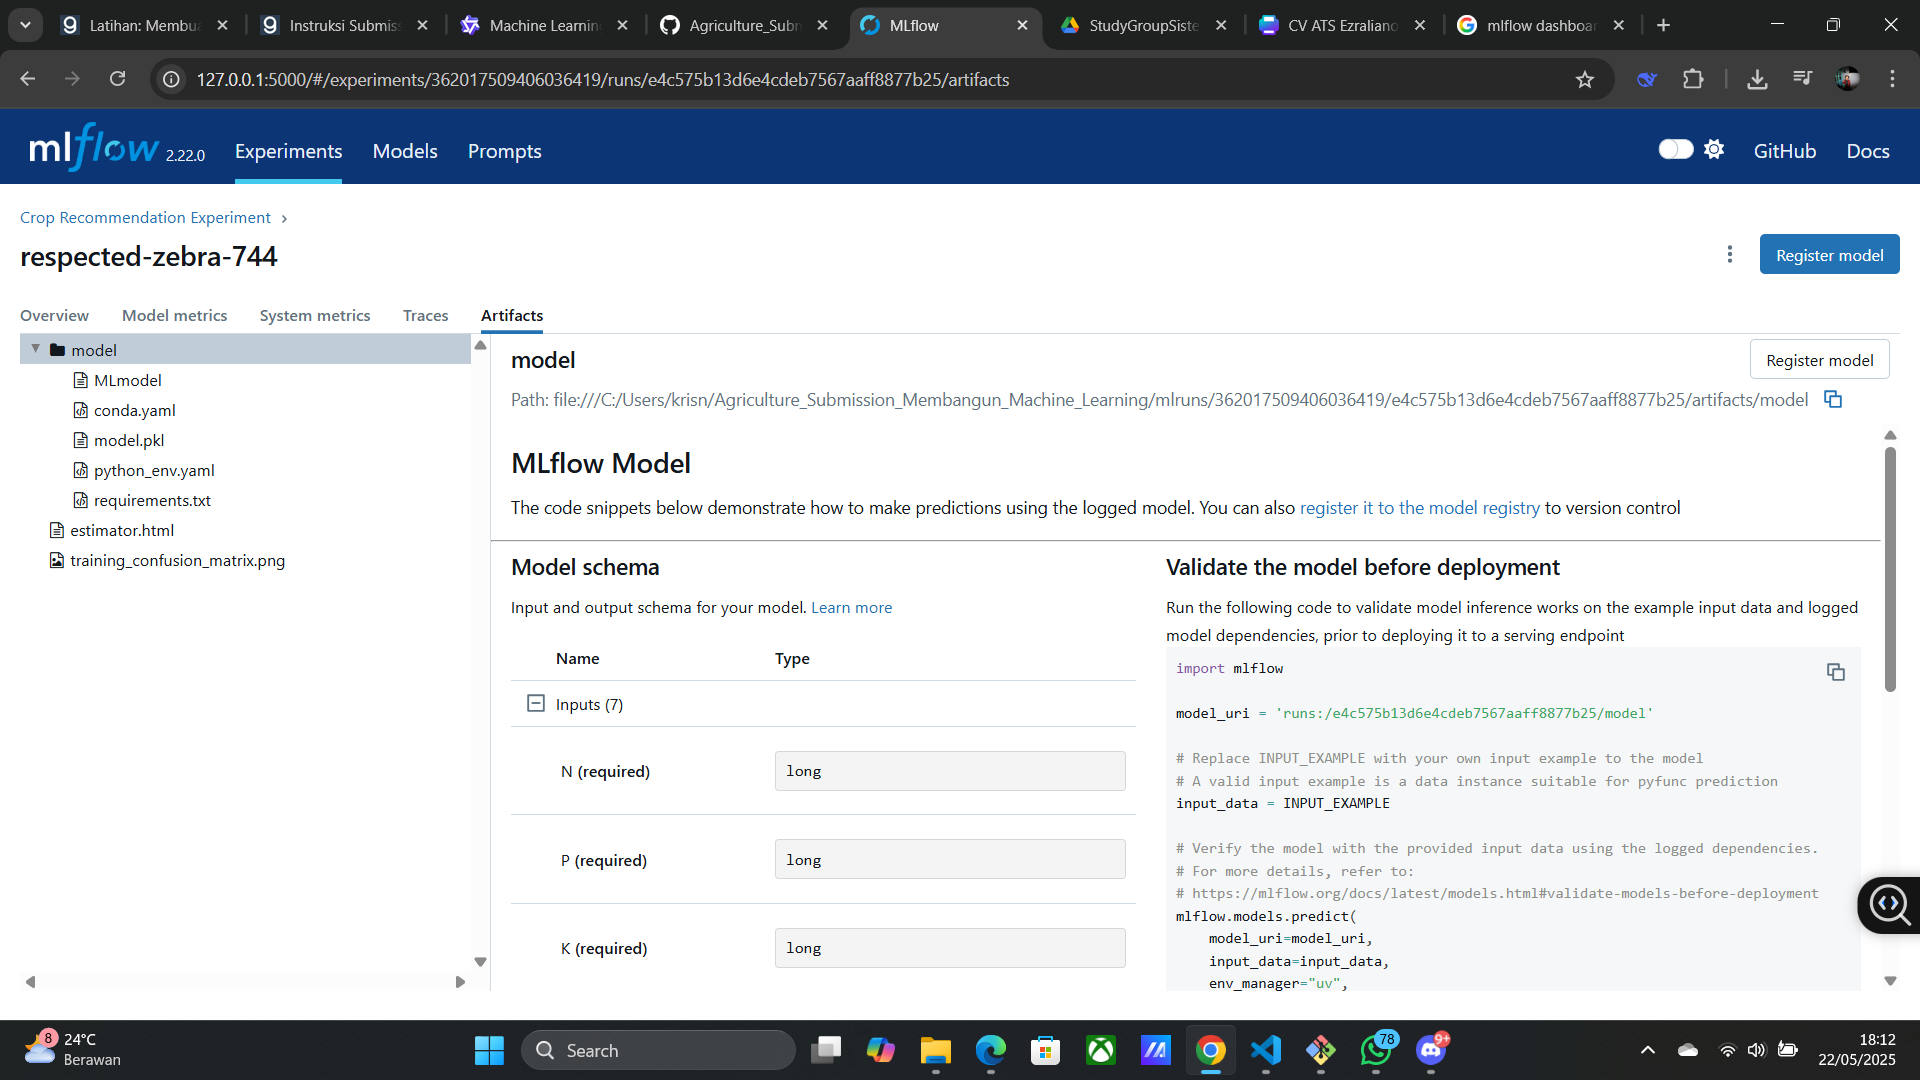 Latihan: Membua
Instruksi Submiss
Machine Learning
Agriculture_Subm
MLflow
StudyGroupSiste
CV ATS Ezraliano
mlflow dashboar
127.0.0.1:5000/#/experiments/362017509406036419/runs/e4c575b13d6e4cdeb7567aaff8877b25/artifacts
mlflow 2.22.0
Experiments
Models
Prompts
GitHub
Docs
Crop Recommendation Experiment
respected-zebra-744
Register model
Overview
Model metrics
System metrics
Traces
Artifacts
model
MLmodel
conda.yaml
model.pkl
python_env.yaml
requirements.txt
estimator.html
training_confusion_matrix.png
model
Register model
Path: file:///C:/Users/krisn/Agriculture_Submission_Membangun_Machine_Learning/mlruns/362017509406036419/e4c575b13d6e4cdeb7567aaff8877b25/artifacts/model
MLflow Model
The code snippets below demonstrate how to make predictions using the logged model. You can also register it to the model registry to version control
Model schema
Input and output schema for your model. Learn more
Name Type
Inputs (7)
N (required) long
P (required) long
K (required) long
Validate the model before deployment
Run the following code to validate model inference works on the example input data and logged
model dependencies, prior to deploying it to a serving endpoint
import mlflow
model_uri = 'runs:/e4c575b13d6e4cdeb7567aaff8877b25/model'
# Replace INPUT_EXAMPLE with your own input example to the model
# A valid input example is a data instance suitable for pyfunc prediction
input_data = INPUT_EXAMPLE
# Verify the model with the provided input data using the logged dependencies.
# For more details, refer to:
# https://mlflow.org/docs/latest/models.html#validate-models-before-deployment
mlflow.models.predict(
model_uri=model_uri,
input_data=input_data,
env_manager="uv",
8
24°C
Berawan
Search
78
9+
18:12
22/05/2025